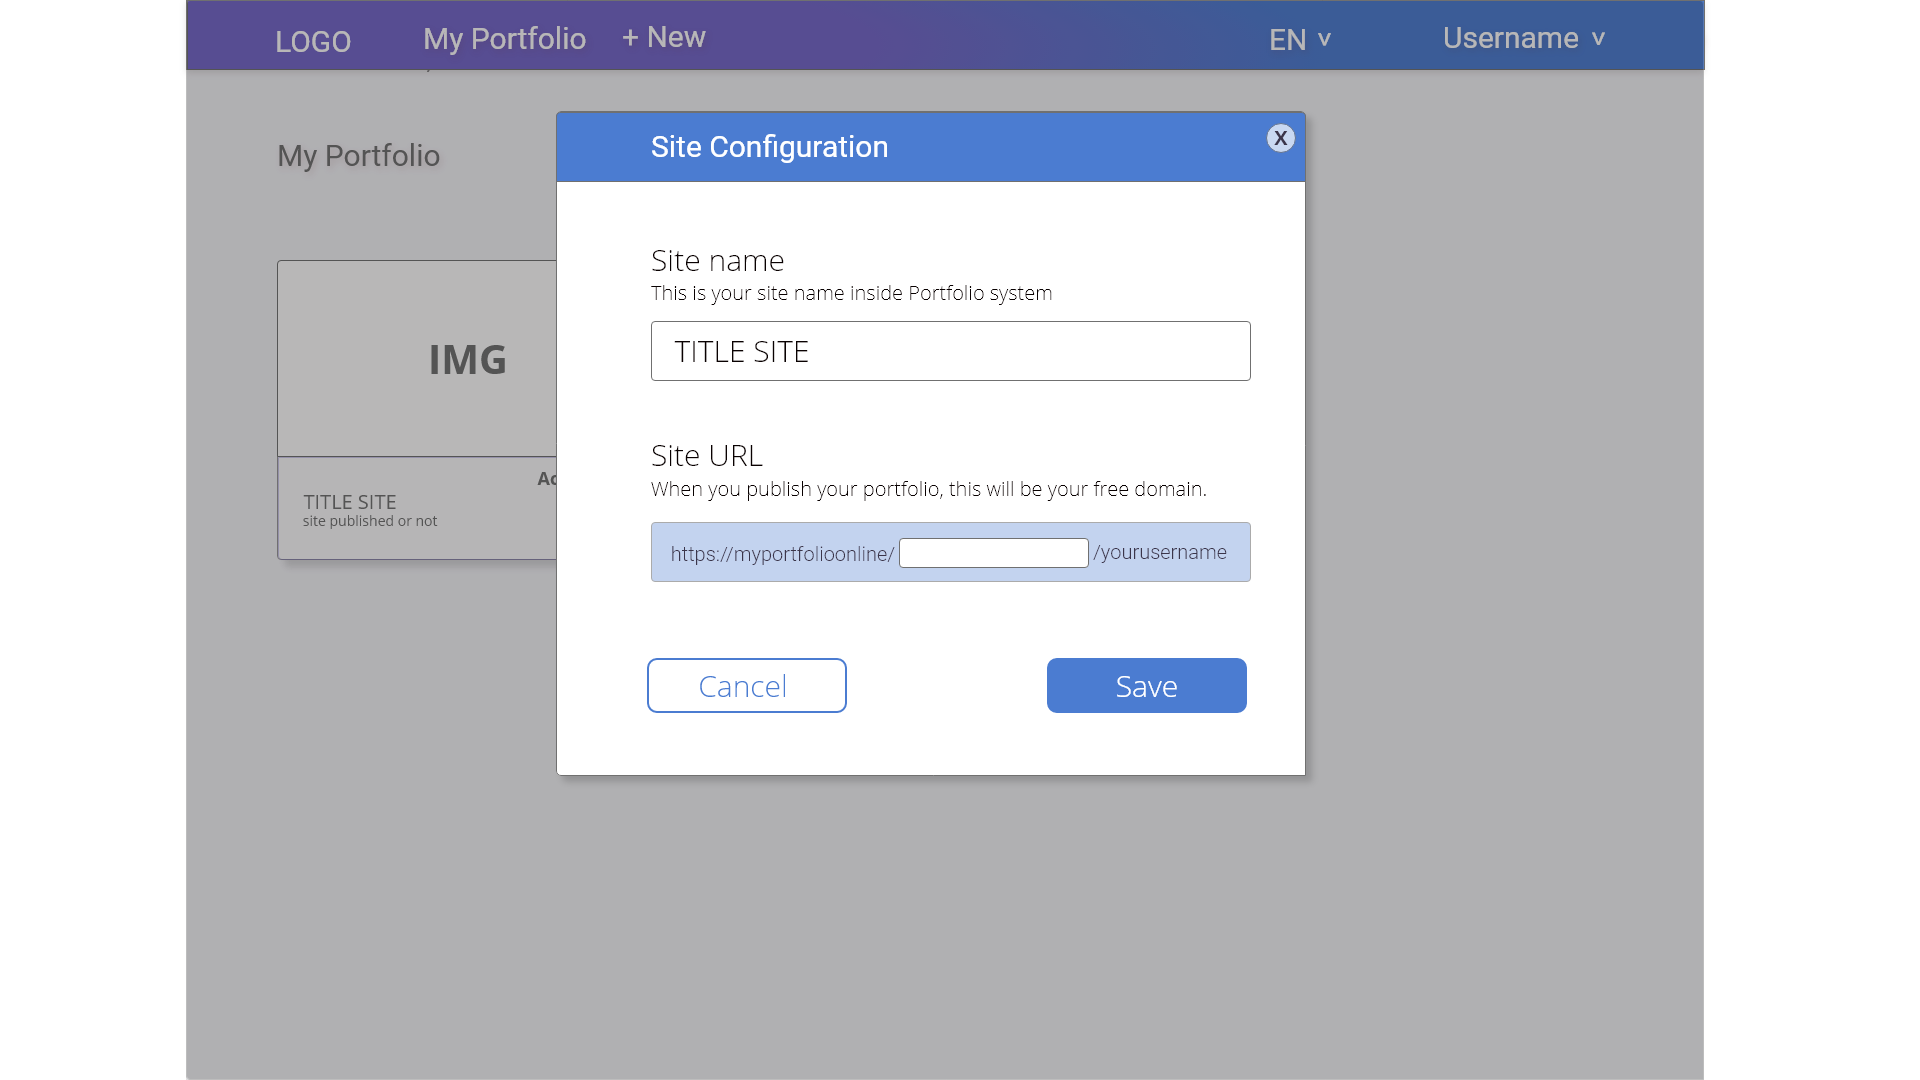 LOGO My Portfolio + New EN v Username v
My Portfolio
Site Configuration X
Site name
This is your site name inside Portfolio system
TITLE SITE
IMG
Site URL
When you publish your portfolio, this will be your free domain.
https://myportfolioonline/ /yourusername
TITLE SITE
site published or not
Cancel Save